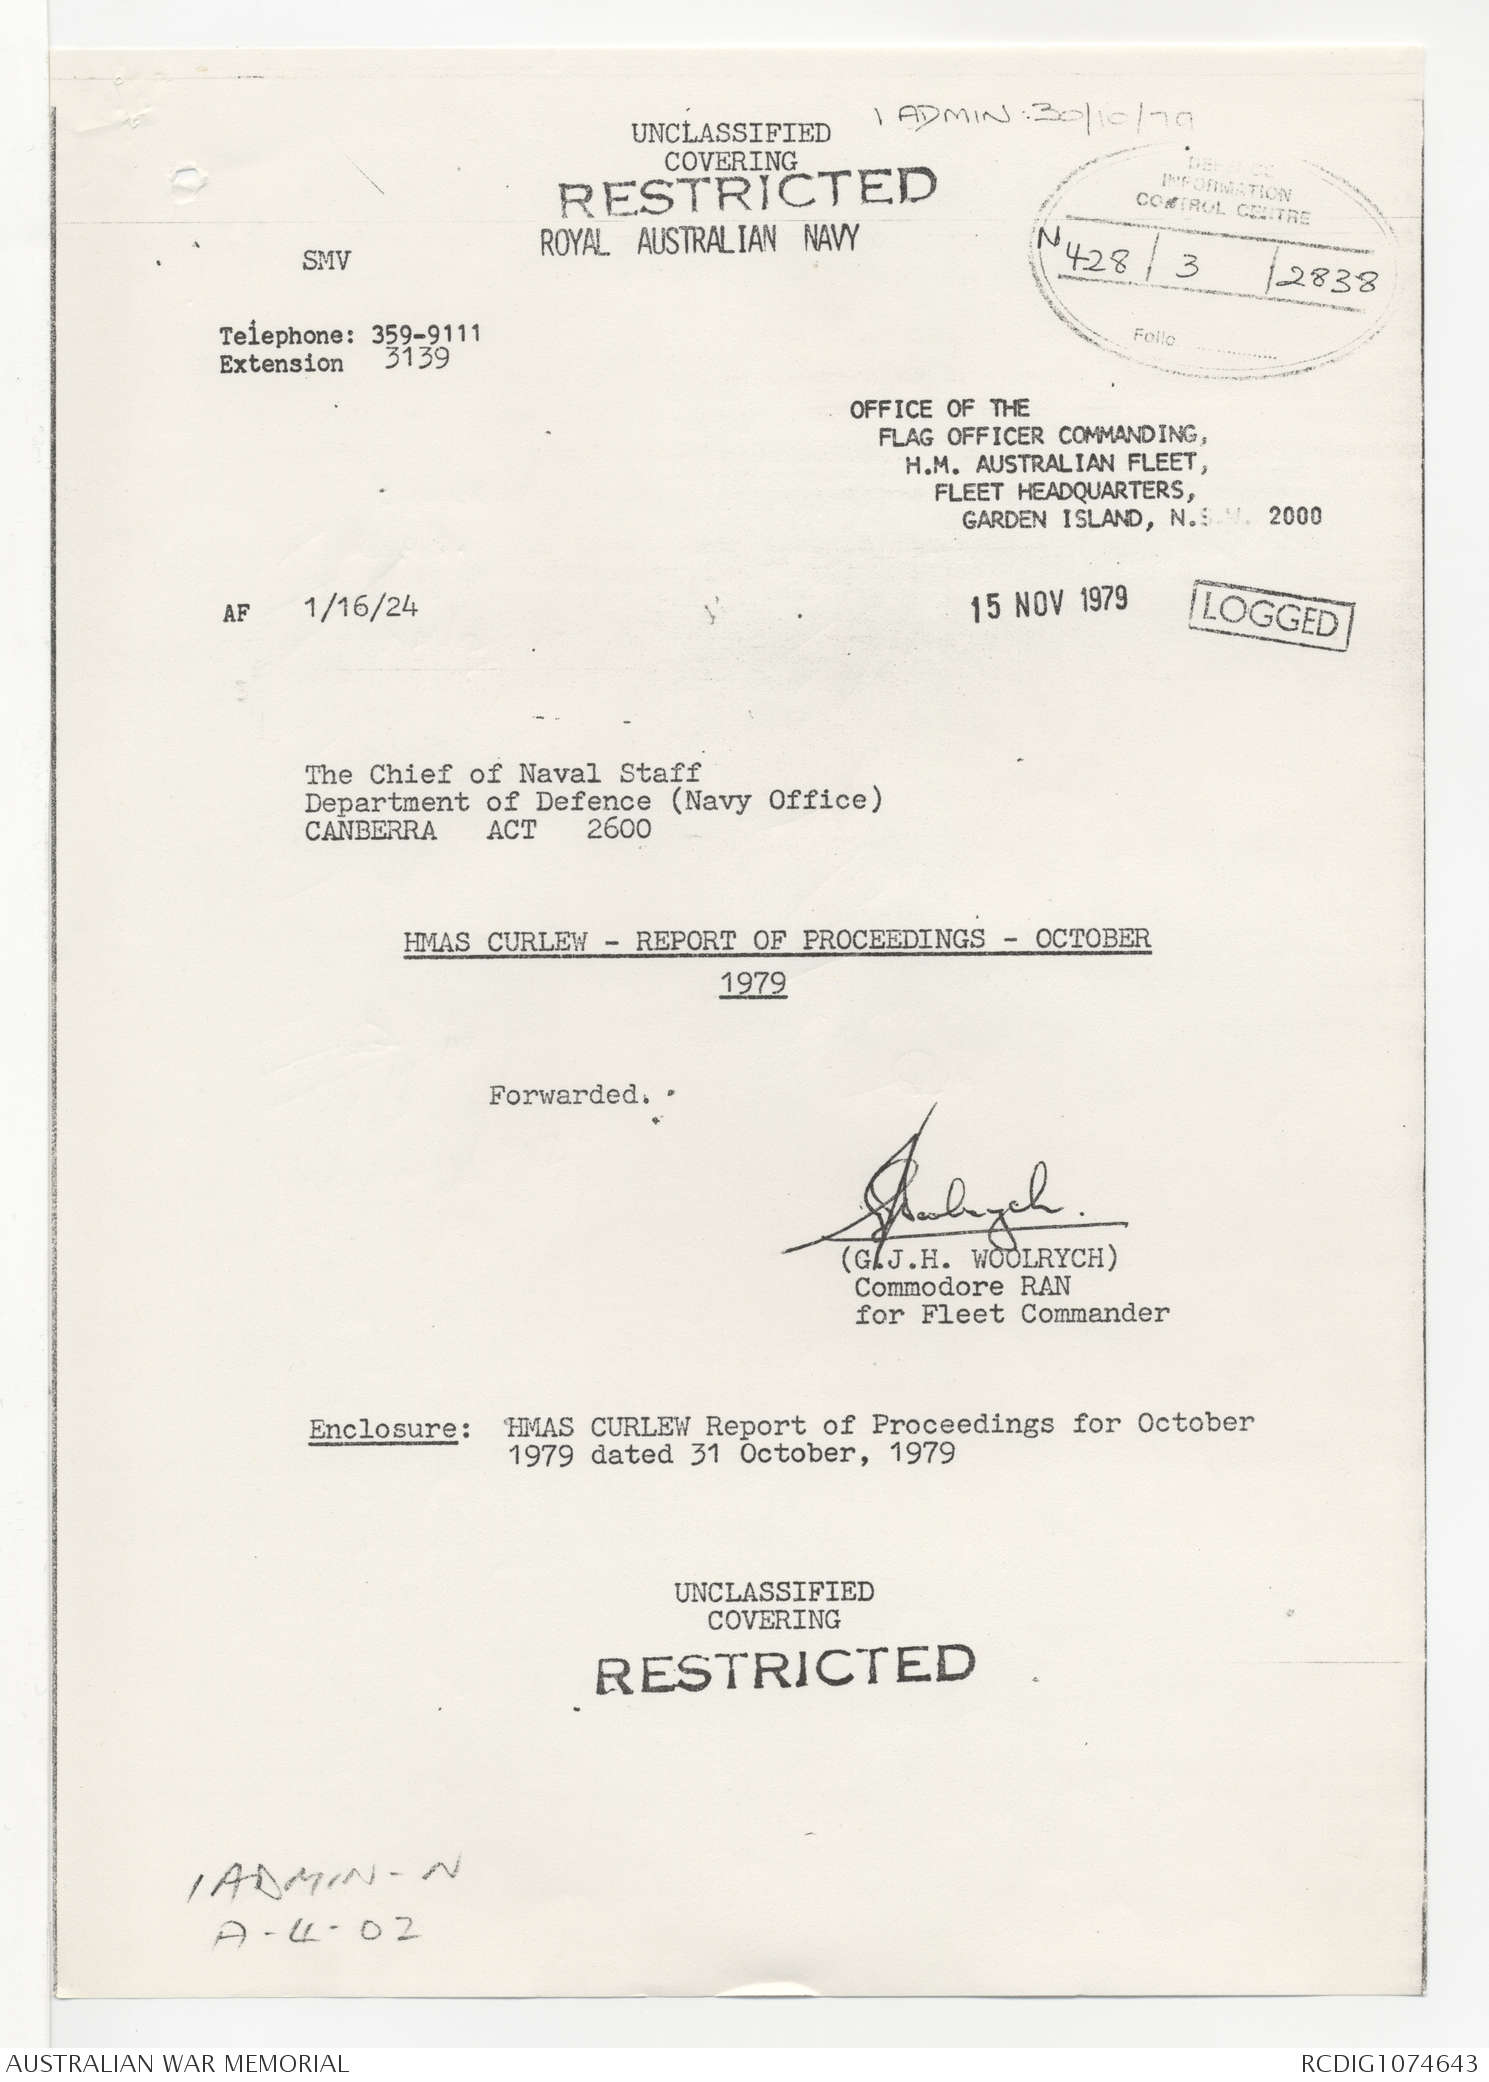 1 ADMIN: 30/10/79
UNCLASSIFIED
COVERING
RESTRICTED
ROYAL AUSTRALIAN NAVY
DEFENCE
INFORMATION
CONTROL CENTRE
N 428 / 3 / 2838
Folio ................
SMV
Telephone: 359-9111
Extension 3139
OFFICE OF THE
FLAG OFFICER COMMANDING,
H.M. AUSTRALIAN FLEET,
FLEET HEADQUARTERS,
GARDEN ISLAND, N.S.W. 2000
AF 1/16/24
15 NOV 1979
LOGGED
The Chief of Naval Staff
Department of Defence (Navy Office)
CANBERRA ACT 2600
HMAS CURLEW - REPORT OF PROCEEDINGS - OCTOBER
1979
Forwarded.
GJWoolrych.
(G.J.H. WOOLRYCH)
Commodore RAN
for Fleet Commander
Enclosure: HMAS CURLEW Report of Proceedings for October
1979 dated 31 October, 1979
UNCLASSIFIED
COVERING
RESTRICTED
1 ADMIN-N
A-4-02
AUSTRALIAN WAR MEMORIAL
RCDIG1074643